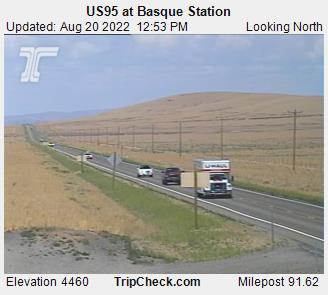 US95 at Basque Station
Updated: Aug 20 2022 12:53 PM Looking North
U-HAUL
Elevation 4460 TripCheck.com Milepost 91.62